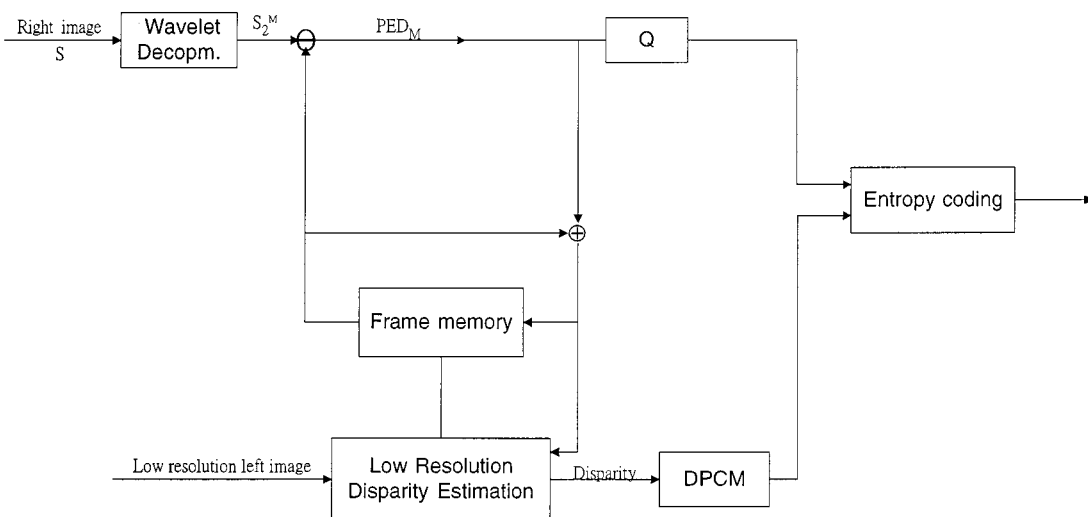 Right image
S
Wavelet
Decopm.
S₂ᴹ
PED_M
Q
Entropy coding
Frame memory
Low resolution left image
Low Resolution
Disparity Estimation
Disparity
DPCM